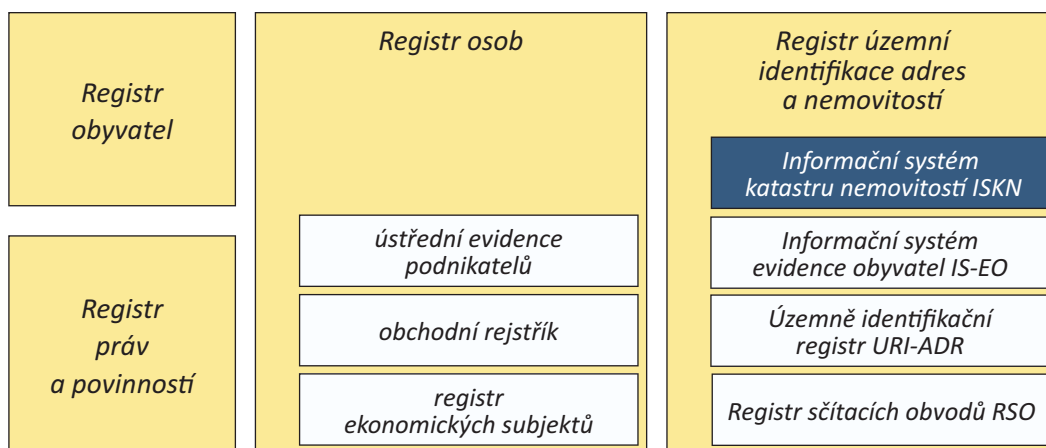 Registr
obyvatel
Registr
práv
a povinností
Registr osob
ústřední evidence
podnikatelů
obchodní rejstřík
registr
ekonomických subjektů
Registr územní
identifikace adres
a nemovitostí
Informační systém
katastru nemovitostí ISKN
Informační systém
evidence obyvatel IS-EO
Územně identifikační
registr URI-ADR
Registr sčítacích obvodů RSO